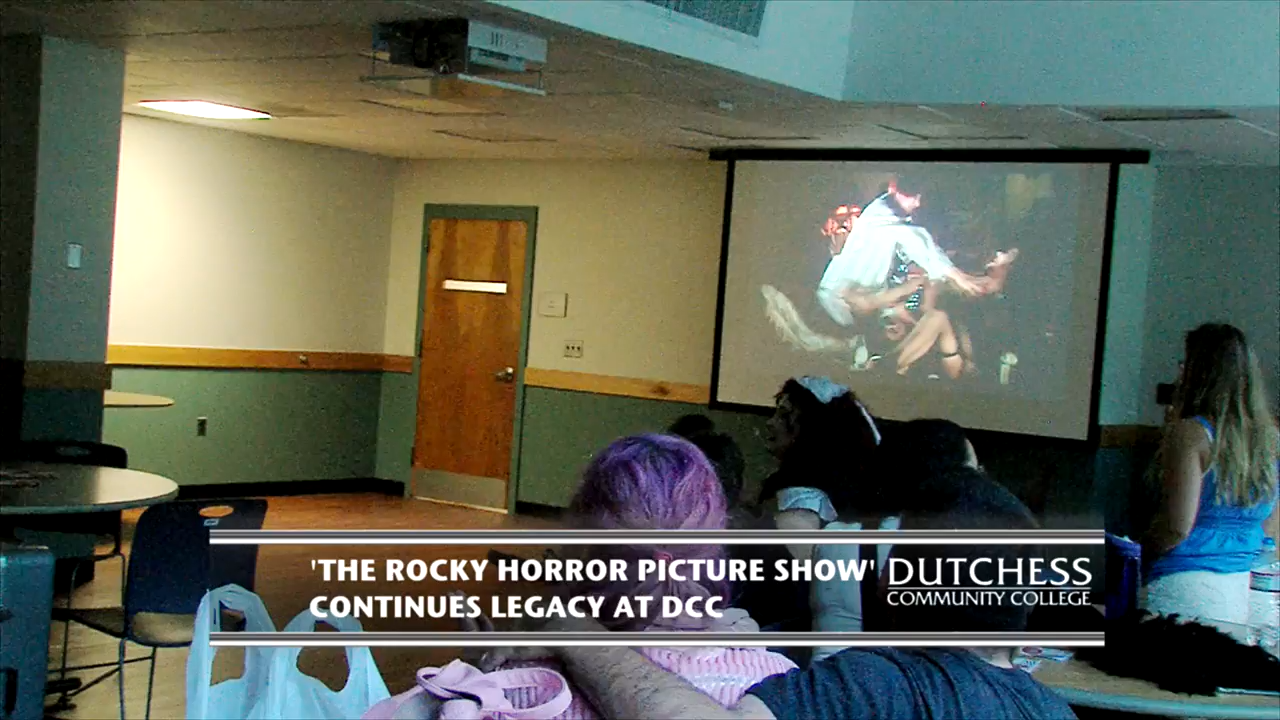 'THE ROCKY HORROR PICTURE SHOW'
CONTINUES LEGACY AT DCC
DUTCHESS
COMMUNITY COLLEGE